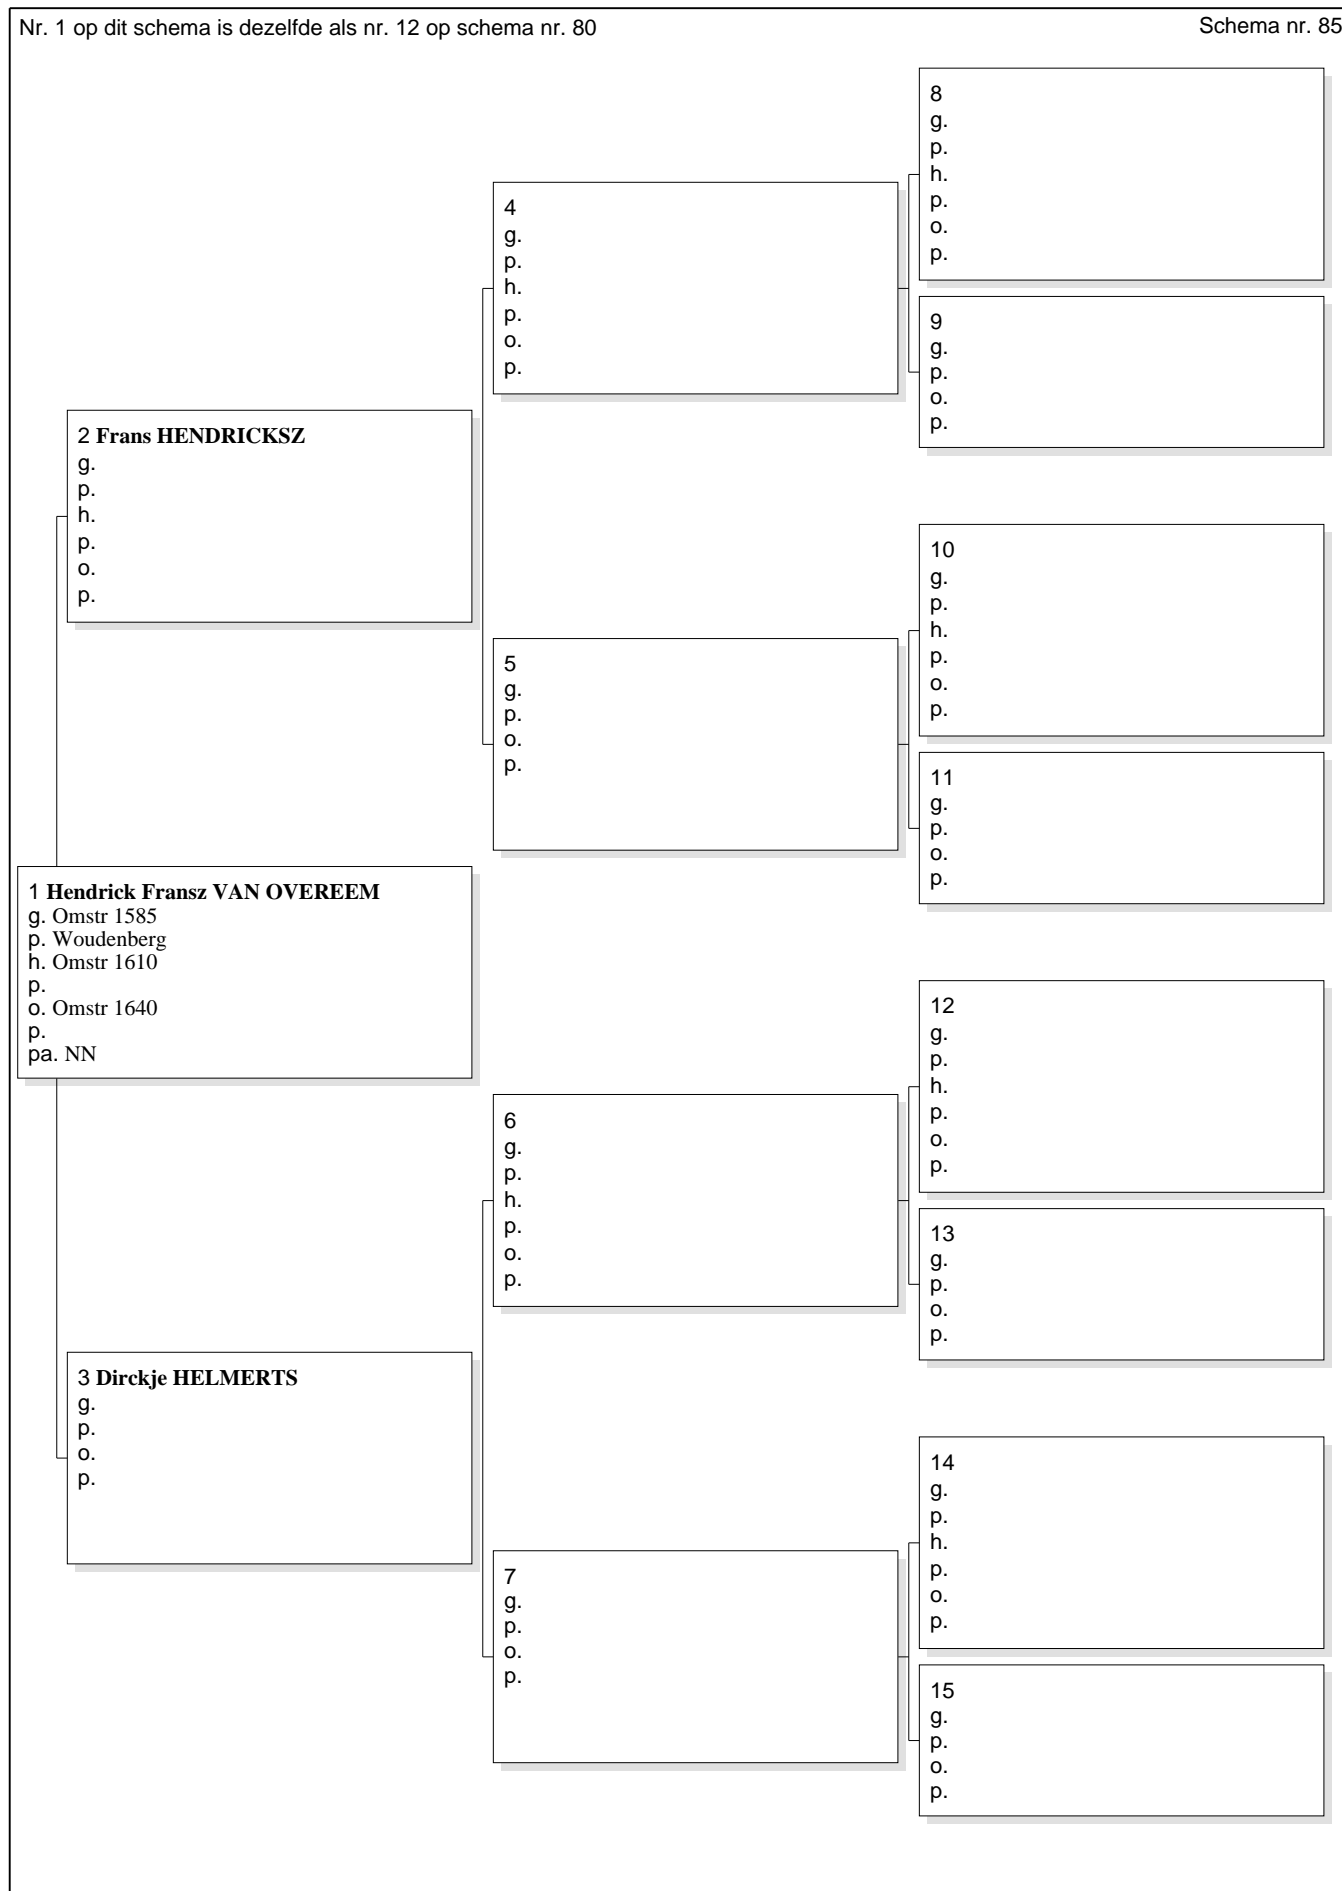 Nr. 1 op dit schema is dezelfde als nr. 12 op schema nr. 80
Schema nr. 85
8
g.
p.
h.
p.
o.
p.
4
g.
p.
h.
p.
o.
p.
9
g.
p.
o.
p.
2 Frans HENDRICKSZ
g.
p.
h.
p.
o.
p.
10
g.
p.
h.
p.
o.
p.
5
g.
p.
o.
p.
11
g.
p.
o.
p.
1 Hendrick Fransz VAN OVEREEM
g. Omstr 1585
p. Woudenberg
h. Omstr 1610
p.
o. Omstr 1640
p.
pa. NN
12
g.
p.
h.
p.
o.
p.
6
g.
p.
h.
p.
o.
p.
13
g.
p.
o.
p.
3 Dirckje HELMERTS
g.
p.
o.
p.
14
g.
p.
h.
p.
o.
p.
7
g.
p.
o.
p.
15
g.
p.
o.
p.